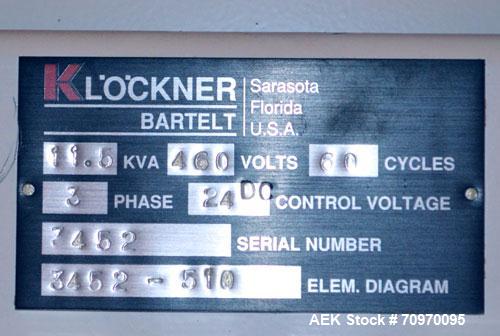 KLÖCKNER
BARTELT
Sarasota
Florida
U.S.A.
11.5 KVA 460 VOLTS 60 CYCLES
3 PHASE 24 DC CONTROL VOLTAGE
7452 SERIAL NUMBER
3452-510 ELEM. DIAGRAM
AEK Stock # 70970095